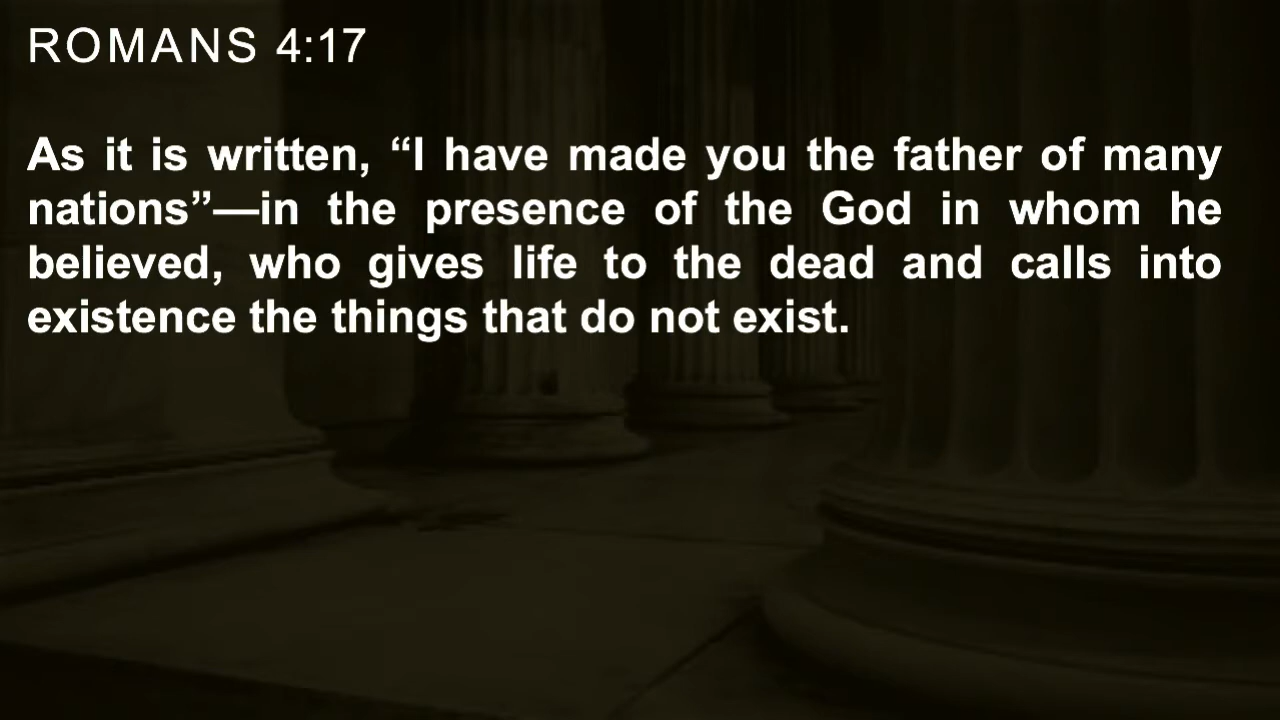 ROMANS 4:17
As it is written, “I have made you the father of many
nations”—in the presence of the God in whom he
believed, who gives life to the dead and calls into
existence the things that do not exist.